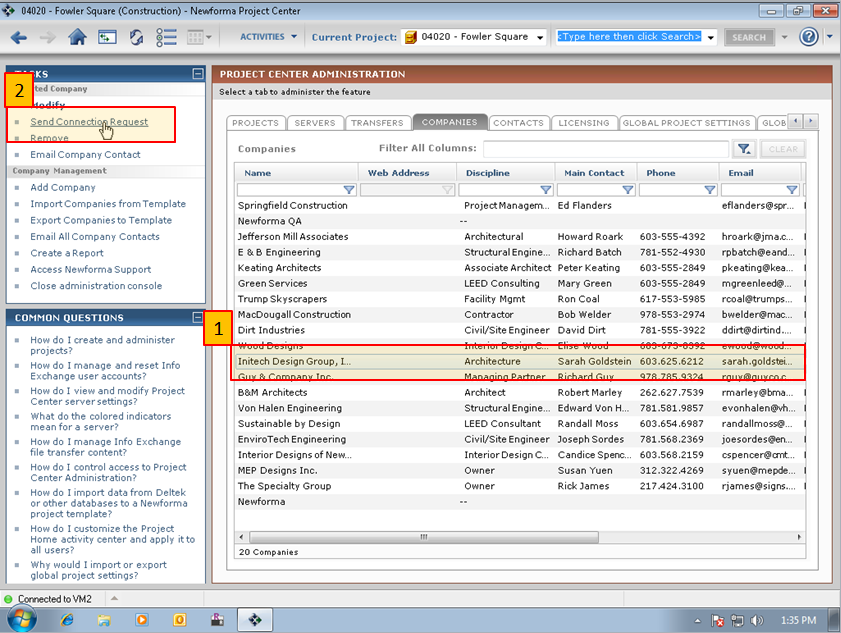 04020 - Fowler Square (Construction) - Newforma Project Center
ACTIVITIES
Current Project:
04020 - Fowler Square
<Type here then click Search>
SEARCH
TASKS
2
ted Company
Modify
Send Connection Request
Remove
Email Company Contact
Company Management
Add Company
Import Companies from Template
Export Companies to Template
Email All Company Contacts
Create a Report
Access Newforma Support
Close administration console
COMMON QUESTIONS
How do I create and administer
projects?
How do I manage and reset Info
Exchange user accounts?
How do I view and modify Project
Center server settings?
What do the colored indicators
mean for a server?
How do I manage Info Exchange
file transfer content?
How do I control access to Project
Center Administration?
How do I import data from Deltek
or other databases to a Newforma
project template?
How do I customize the Project
Home activity center and apply it to
all users?
Why would I import or export
global project settings?
PROJECT CENTER ADMINISTRATION
Select a tab to administer the feature
PROJECTS SERVERS TRANSFERS COMPANIES CONTACTS LICENSING GLOBAL PROJECT SETTINGS GLOB
Companies
Filter All Columns:
CLEAR
Name Web Address Discipline Main Contact Phone Email
Springfield Construction Project Managem... Ed Flanders eflanders@spr...
Newforma QA --
Jefferson Mill Associates Architectural Howard Roark 603-555-4392 hroark@jma.c...
E & B Engineering Structural Engine... Richard Batch 781-552-4930 rpbatch@eand...
Keating Architects Associate Architect Peter Keating 603-555-2849 pkeating@kea...
Green Services LEED Consulting Mary Green 603-555-2849 mgreenleed@...
Trump Skyscrapers Facility Mgmt Ron Coal 617-553-5985 rcoal@trumps...
MacDougall Construction Contractor Bob Welder 978-553-2974 bwelder@mac...
Dirt Industries Civil/Site Engineer David Dirt 781-555-3922 ddirt@dirtind...
1
Wood Designs Interior Design C... Elise Wood 603-673-0392 ewood@wood...
Initech Design Group, I... Architecture Sarah Goldstein 603.625.6212 sarah.goldstei...
Guy & Company Inc. Managing Partner Richard Guy 978.785.9324 rguy@guyco.c...
B&M Architects Architect Robert Marley 262.627.7539 rmarley@bma...
Von Halen Engineering Structural Engine... Edward Von H... 781.581.9857 evonhalen@vh...
Sustainable by Design LEED Consultant Randall Moss 603.654.6987 randallmoss@...
EnviroTech Engineering Civil/Site Engineer Joseph Sordes 781.568.2369 joesordes@en...
Interior Designs of New... Interior Design C... Candice Spenc... 603.568.2159 cspencer@cmt...
MEP Designs Inc. Owner Susan Yuen 312.322.4269 syuen@mepde...
The Specialty Group Owner Rick James 217.424.3100 rjames@signs....
Newforma --
20 Companies
Connected to VM2
1:35 PM